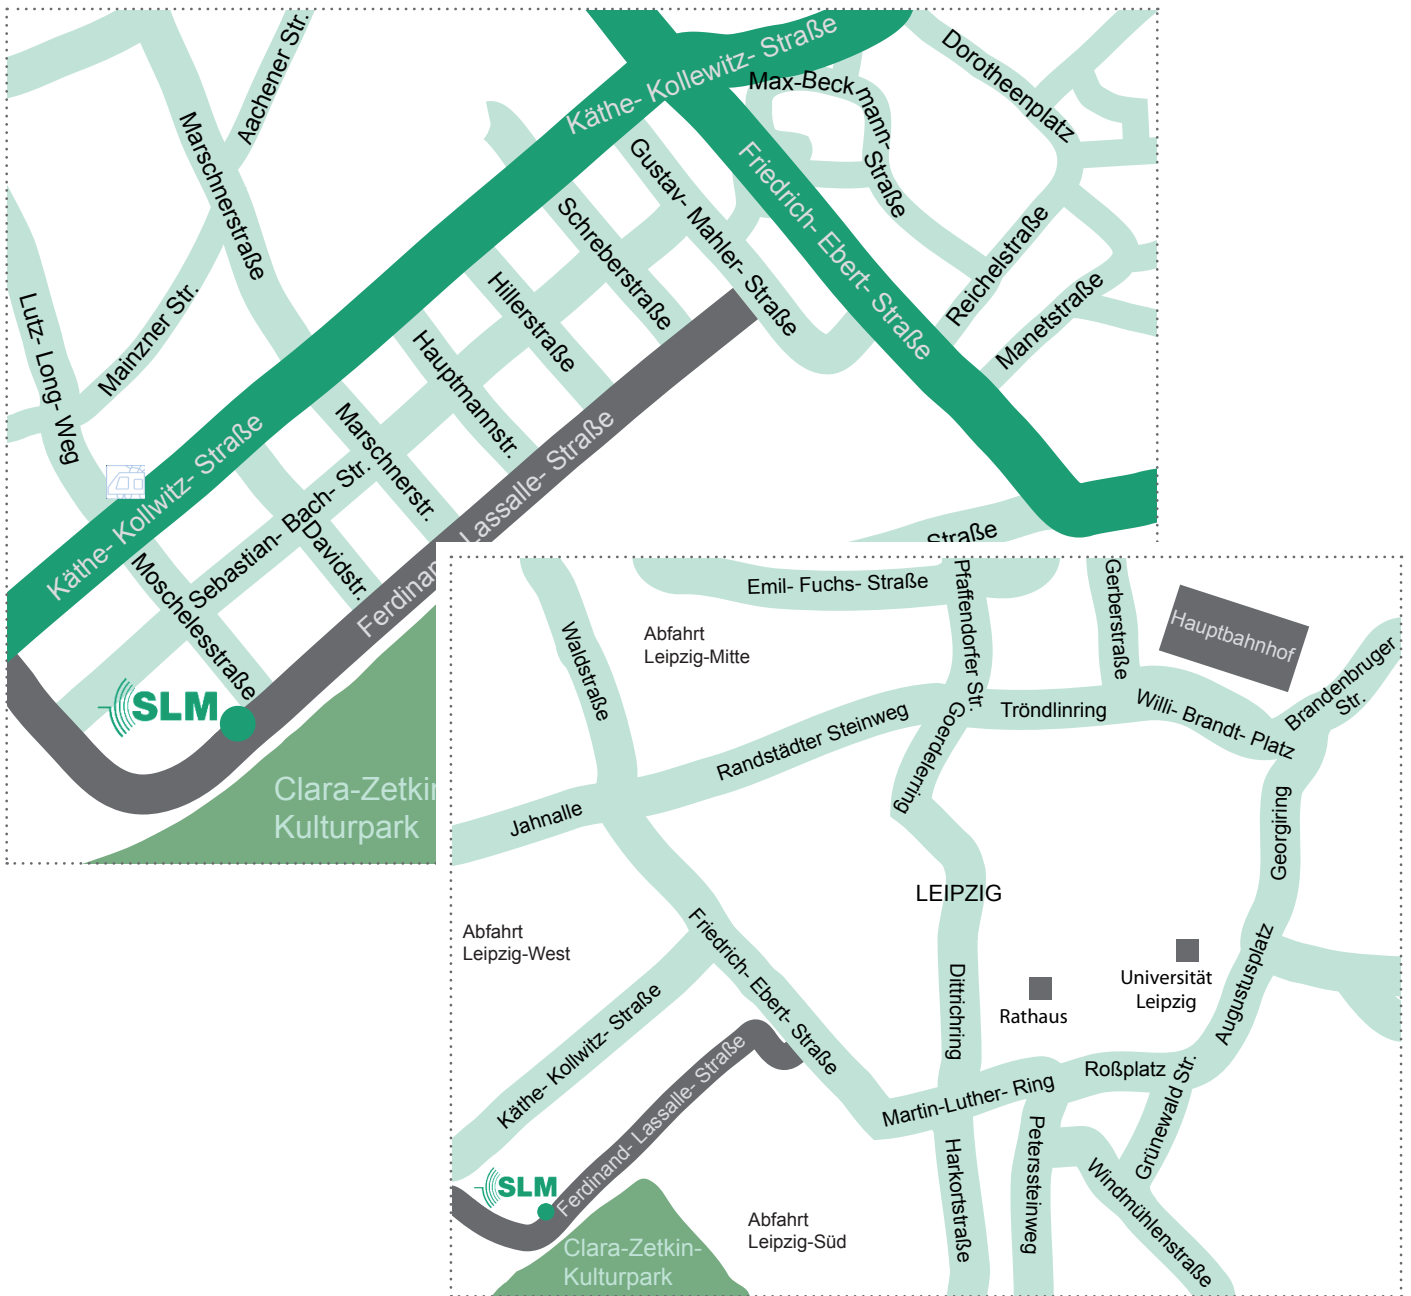 Käthe- Kollewitz- Straße
Aachener Str.
Dorotheenplatz
Max-Beck
mann-
Straße
Marschnerstraße
Gustav- Mahler- Straße
Friedrich- Ebert- Straße
Schreberstraße
Reichelstraße
Manetstraße
Hillerstraße
Mainzner Str.
Lutz- Long- Weg
Hauptmannstr.
Marschnerstr.
Käthe- Kollwitz- Straße
Sebastian- Bach- Str.
Davidstr.
Moschelesstraße
Ferdinan
Lassalle- Straße
Straße
SLM
Clara-Zetkin
Kulturpark
Emil- Fuchs- Straße
Pfaffendorfer Str.
Gerberstraße
Hauptbahnhof
Abfahrt
Leipzig-Mitte
Waldstraße
Brandenbruger
Str.
Willi- Brandt- Platz
Tröndlinring
Randstädter Steinweg
Goerdelerring
Jahnalle
Georgiring
LEIPZIG
Abfahrt
Leipzig-West
Friedrich- Ebert- Straße
Augustusplatz
Universität
Leipzig
Rathaus
Dittrichring
Käthe- Kollwitz- Straße
Ferdinand- Lassalle- Straße
Martin-Luther- Ring
Roßplatz
Grünewald Str.
Peterssteinweg
Harkortstraße
Windmühlenstraße
SLM
Abfahrt
Leipzig-Süd
Clara-Zetkin-
Kulturpark